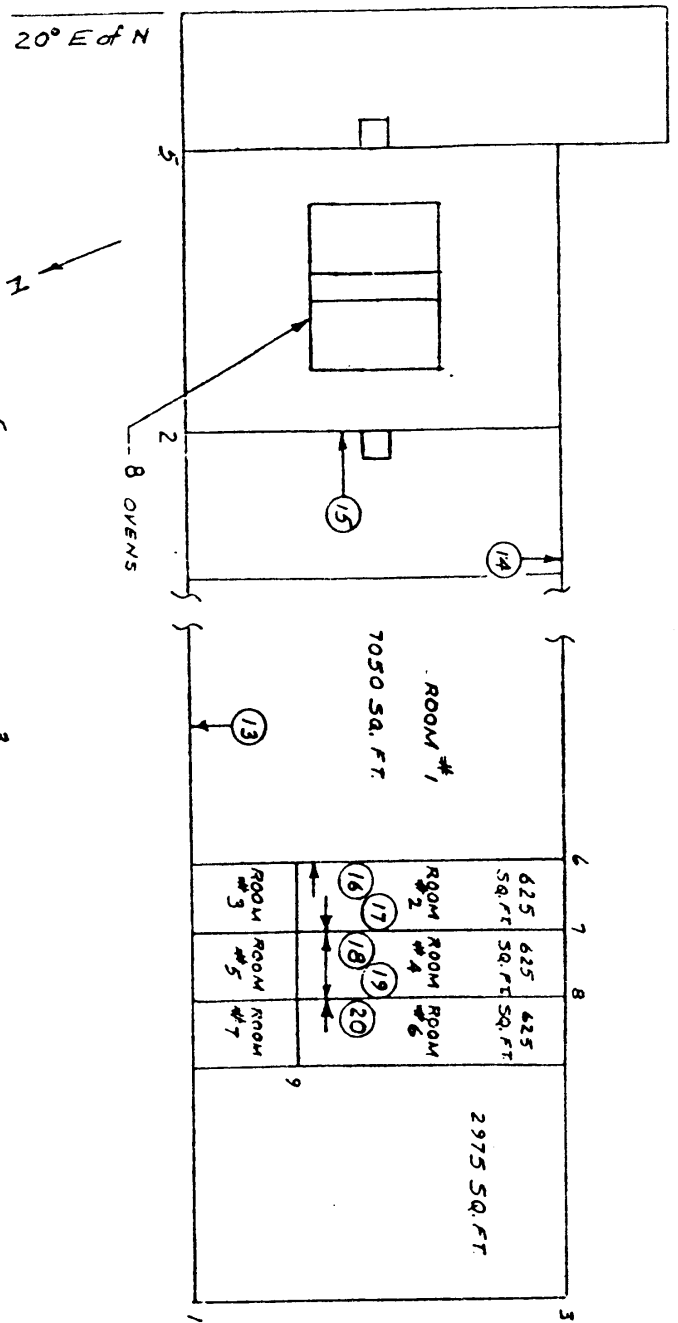 20° E of N
5
N
2
8 OVENS
15
14
13
ROOM #1
7050 SQ. FT.
6
7
8
625 SQ. FT.
625 SQ. FT.
625 SQ. FT.
ROOM #2
ROOM #4
ROOM #6
16
17
18
19
20
ROOM #3
ROOM #5
ROOM #7
9
2975 SQ. FT.
1
3